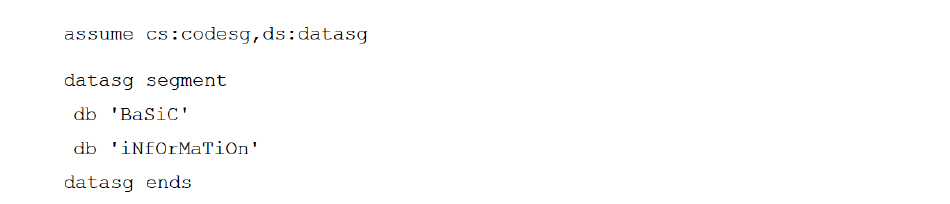 assume cs:codesg,ds:datasg
datasg segment
db 'BaSiC'
db 'iNfOrMaTiOn'
datasg ends